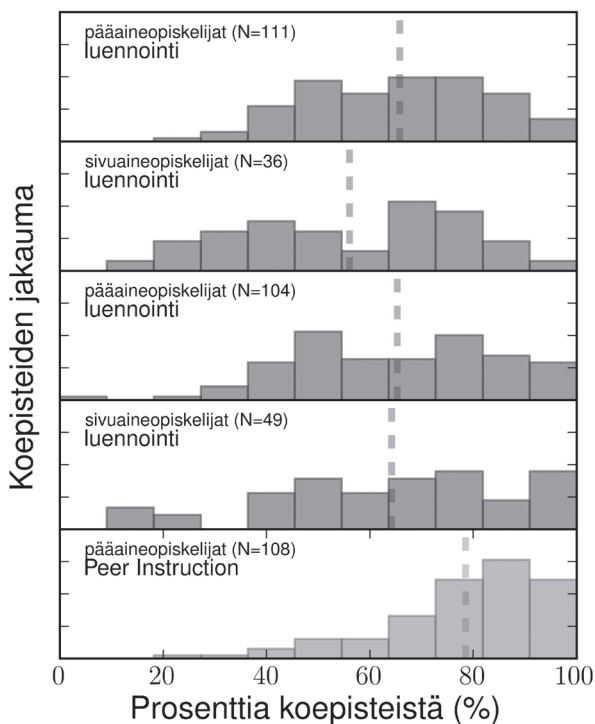 Koepisteiden jakauma
pääaineopiskelijat (N=111)
luennointi
sivuaineopiskelijat (N=36)
luennointi
pääaineopiskelijat (N=104)
luennointi
sivuaineopiskelijat (N=49)
luennointi
pääaineopiskelijat (N=108)
Peer Instruction
0 20 40 60 80 100
Prosenttia koepisteistä (%)